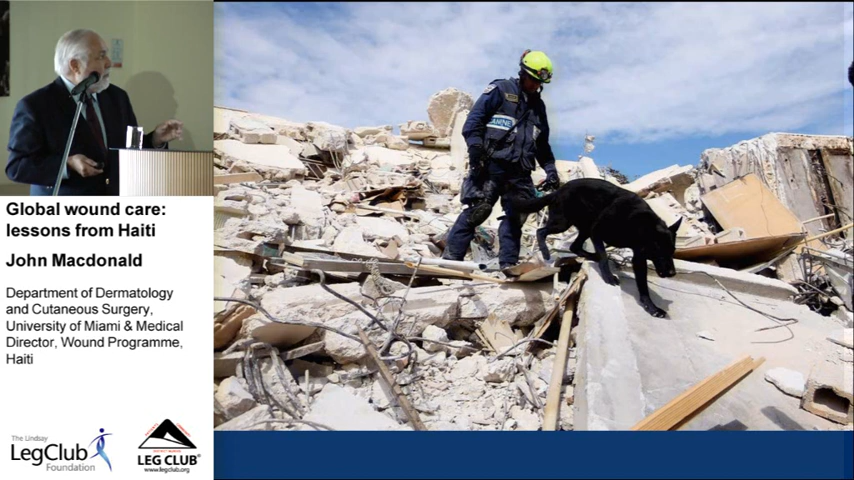 Global wound care:
lessons from Haiti
John Macdonald
Department of Dermatology
and Cutaneous Surgery,
University of Miami & Medical
Director, Wound Programme,
Haiti
The Lindsay
LegClub
Foundation
LEG CLUB®
www.legclub.org